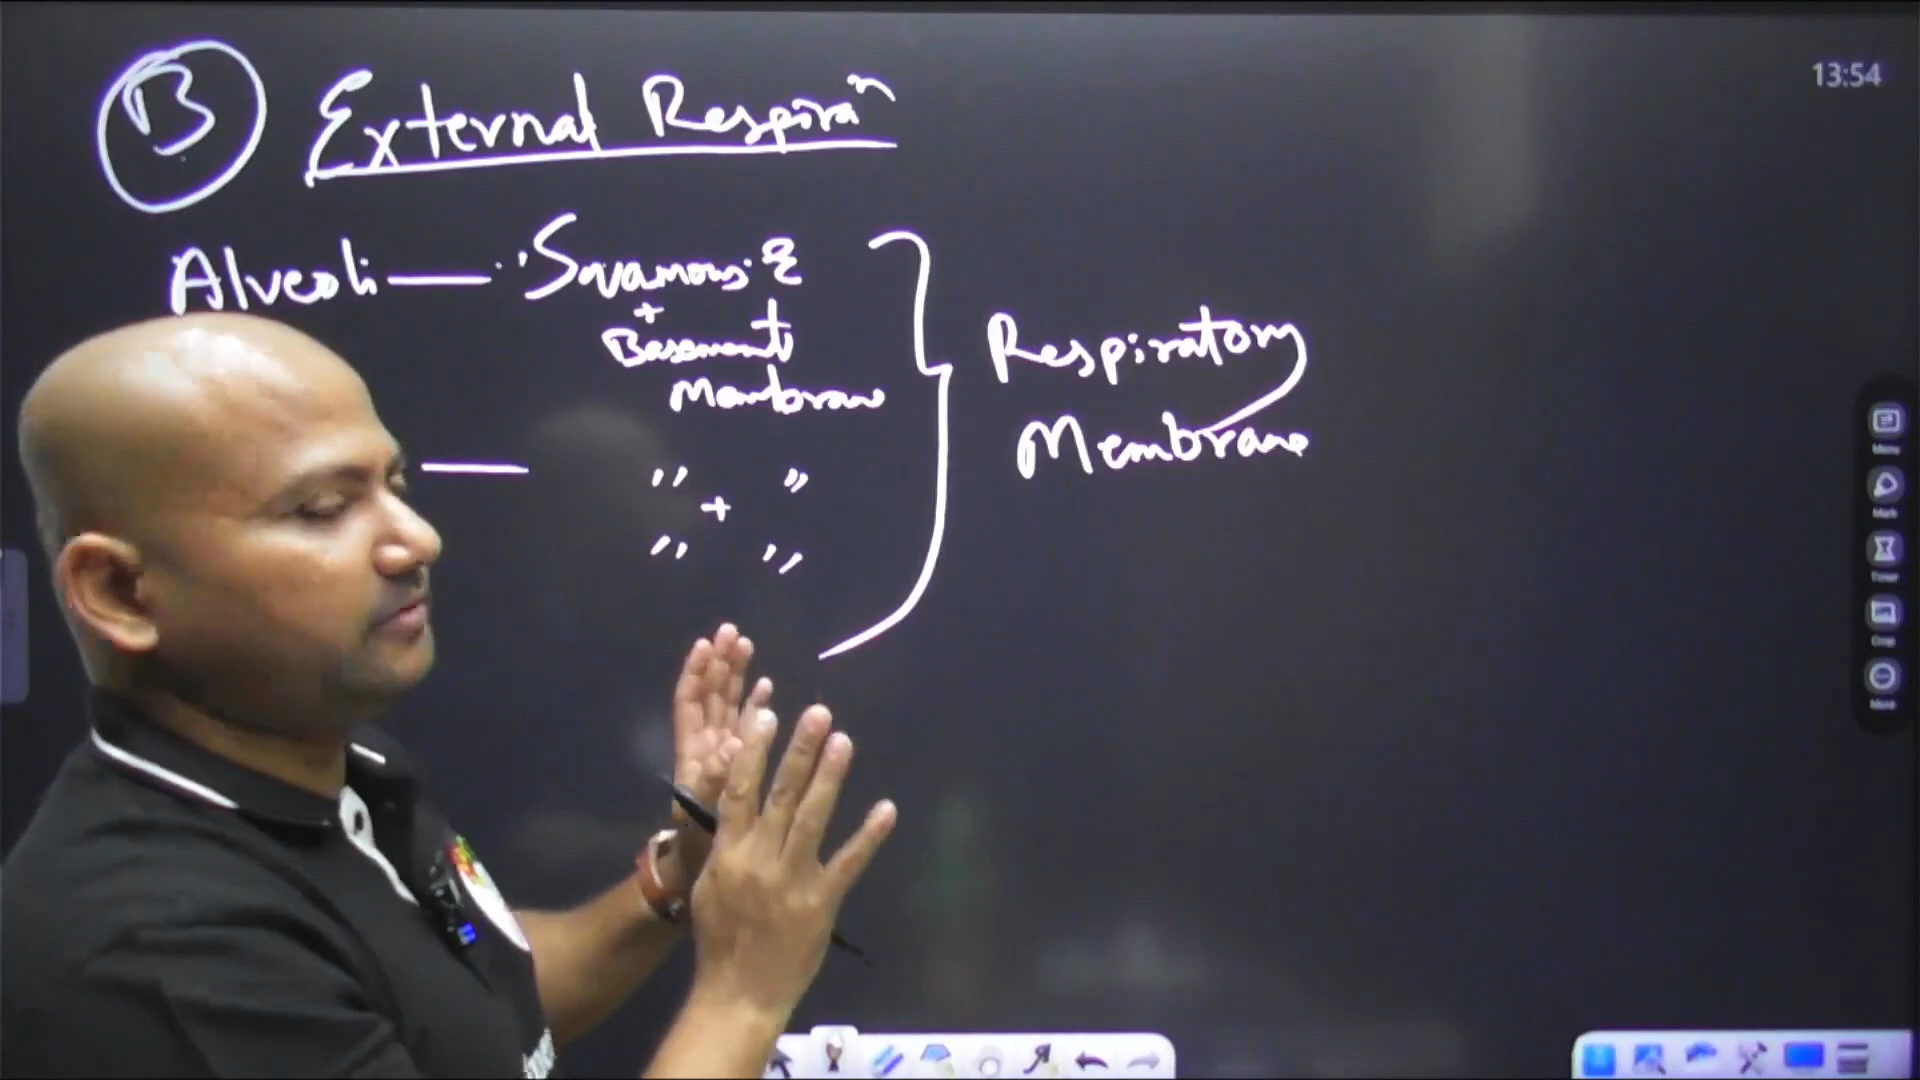 B External Respiraⁿ
13:54
Alveoli — Squamous E
+
Basement
Membrane
Respiratory
Membrane
— " "
+
" "